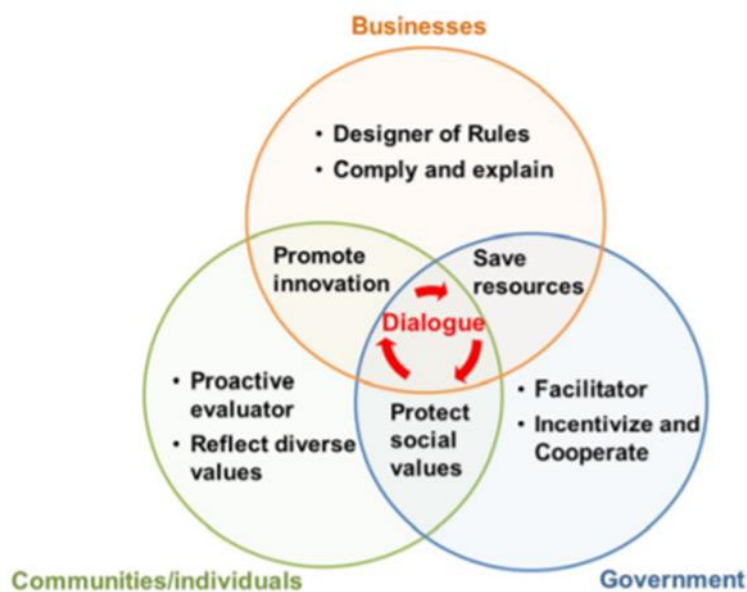 Businesses
• Designer of Rules
• Comply and explain
Promote
innovation
Save
resources
Dialogue
• Proactive
evaluator
• Reflect diverse
values
Protect
social
values
• Facilitator
• Incentivize and
Cooperate
Communities/individuals
Government